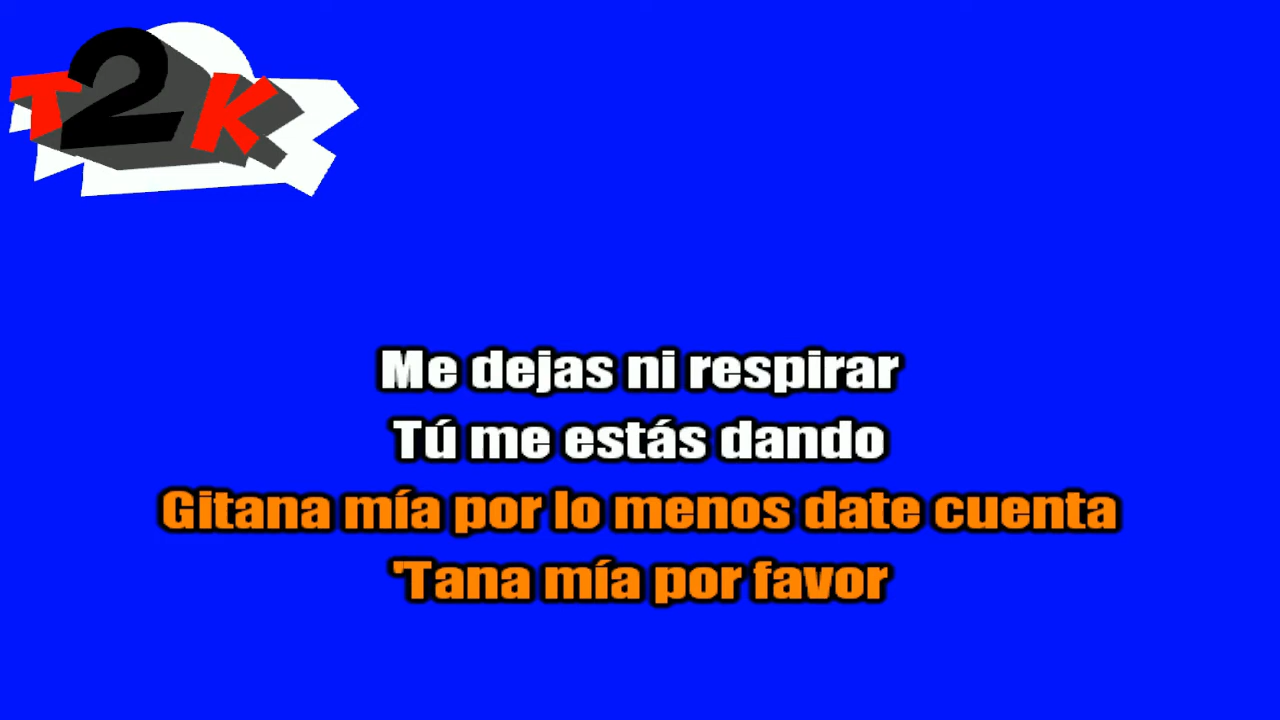 T2K
Me dejas ni respirar
Tú me estás dando
Gitana mía por lo menos date cuenta
'Tana mía por favor